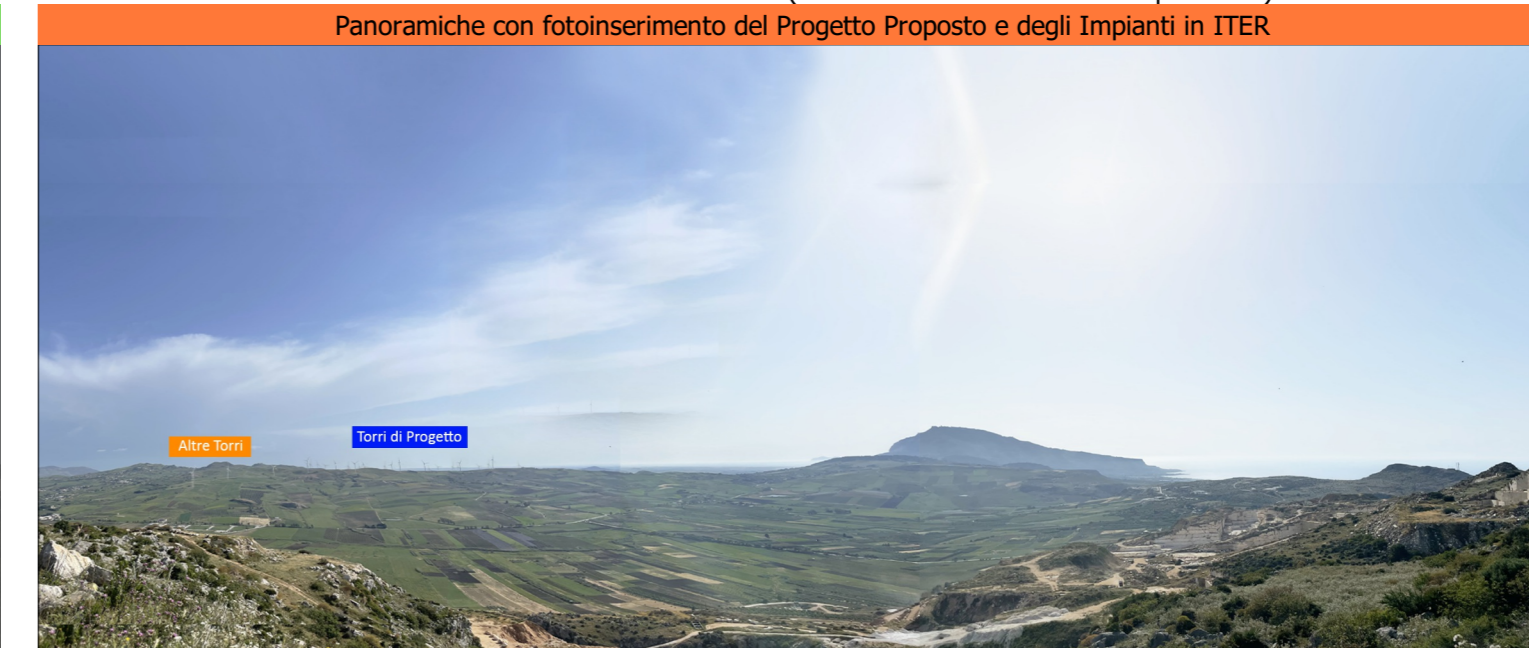 Panoramiche con fotoinserimento del Progetto Proposto e degli Impianti in ITER
Torri di Progetto
Altre Torri